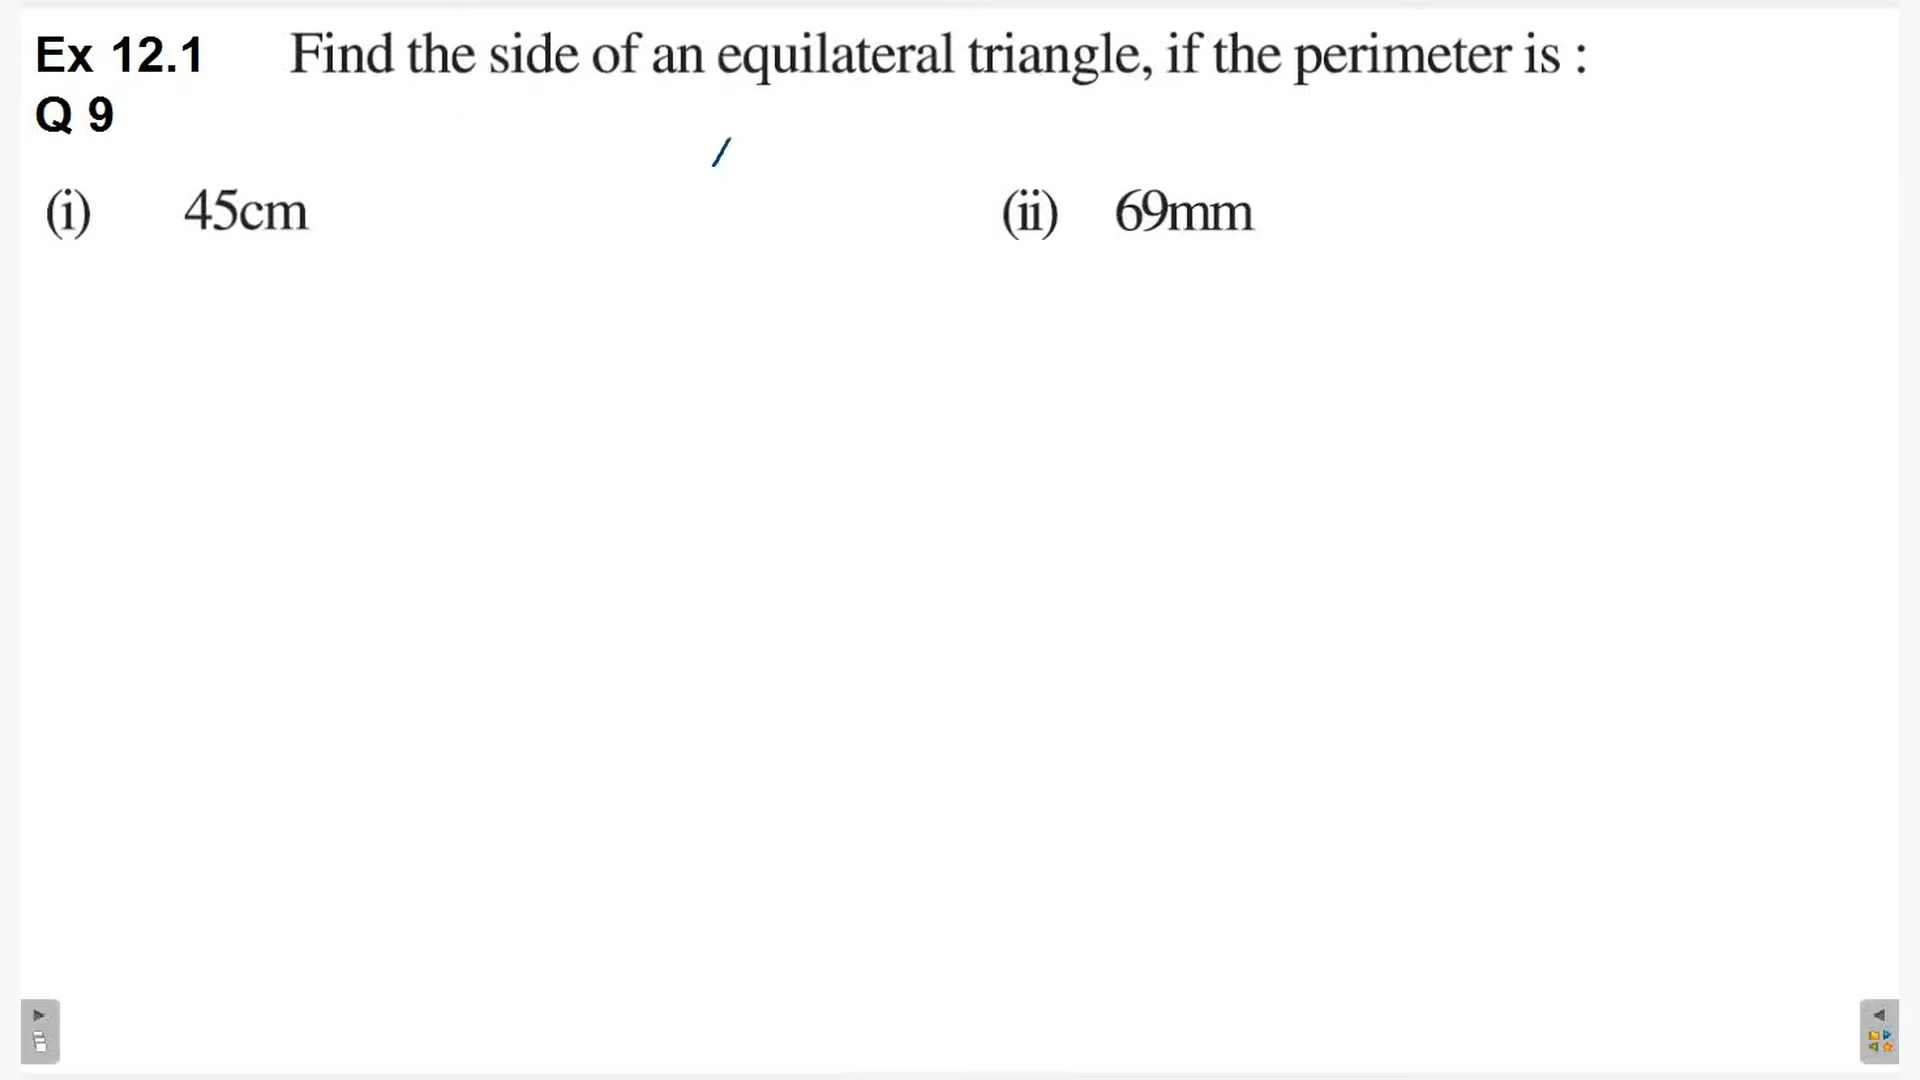 Ex 12.1 Find the side of an equilateral triangle, if the perimeter is :
Q 9
(i) 45cm (ii) 69mm